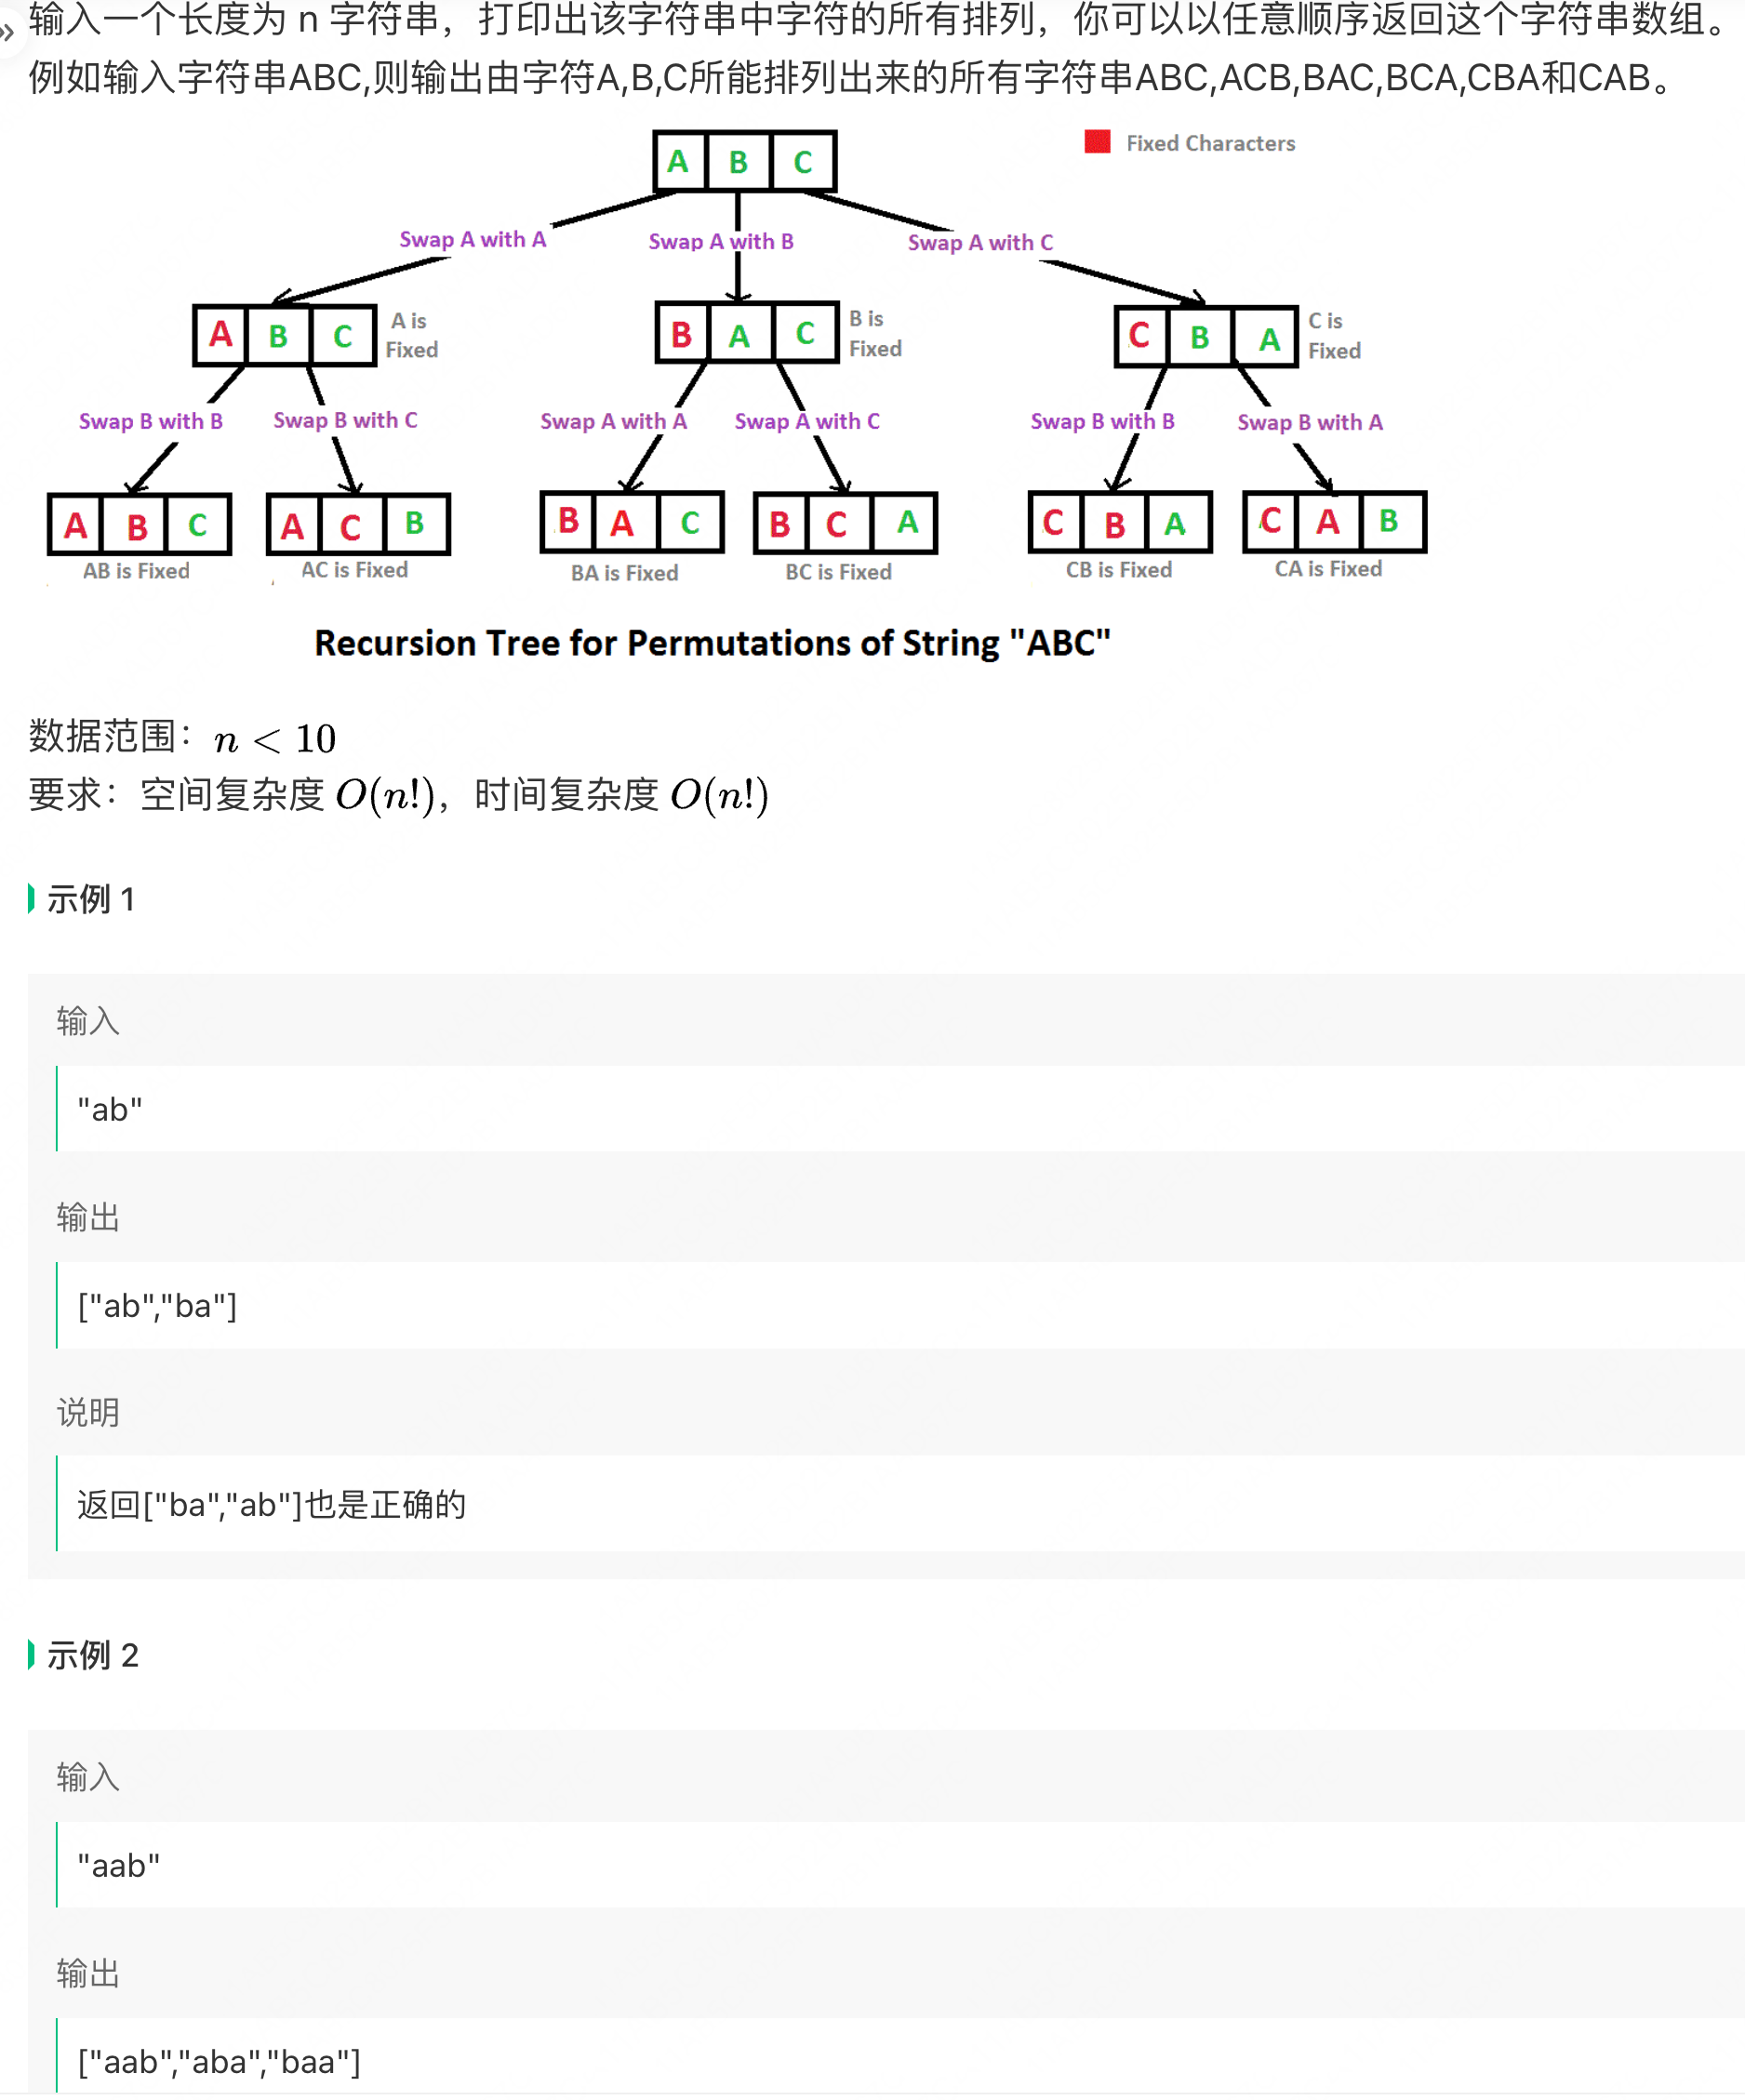 输入一个长度为 n 字符串，打印出该字符串中字符的所有排列，你可以以任意顺序返回这个字符串数组。
例如输入字符串ABC,则输出由字符A,B,C所能排列出来的所有字符串ABC,ACB,BAC,BCA,CBA和CAB。
A B C
Fixed Characters
Swap A with A
Swap A with B
Swap A with C
A B C
A is
Fixed
B A C
B is
Fixed
C B A
C is
Fixed
Swap B with B
Swap B with C
Swap A with A
Swap A with C
Swap B with B
Swap B with A
A B C
A C B
B A C
B C A
C B A
C A B
AB is Fixed
AC is Fixed
BA is Fixed
BC is Fixed
CB is Fixed
CA is Fixed
Recursion Tree for Permutations of String "ABC"
数据范围：n < 10
要求：空间复杂度 O(n!)，时间复杂度 O(n!)
示例 1
输入
"ab"
输出
["ab","ba"]
说明
返回["ba","ab"]也是正确的
示例 2
输入
"aab"
输出
["aab","aba","baa"]